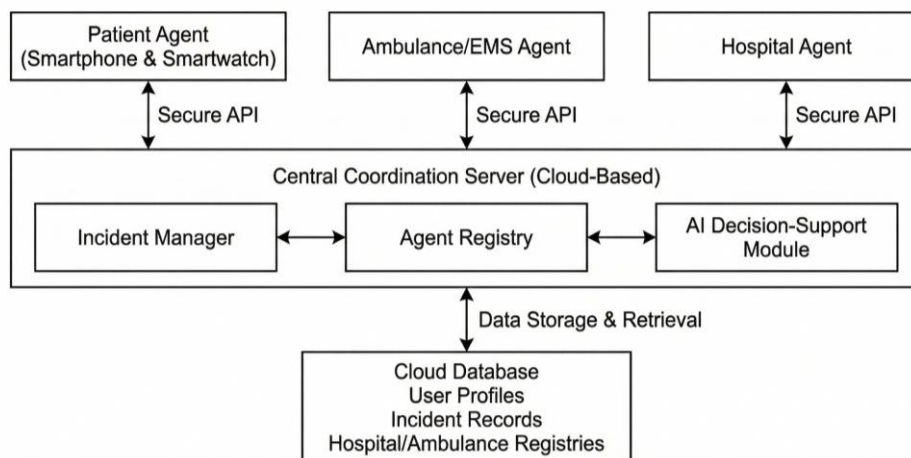 Patient Agent
(Smartphone & Smartwatch)
Ambulance/EMS Agent
Hospital Agent
Secure API
Secure API
Secure API
Central Coordination Server (Cloud-Based)
Incident Manager
Agent Registry
AI Decision-Support
Module
Data Storage & Retrieval
Cloud Database
User Profiles
Incident Records
Hospital/Ambulance Registries